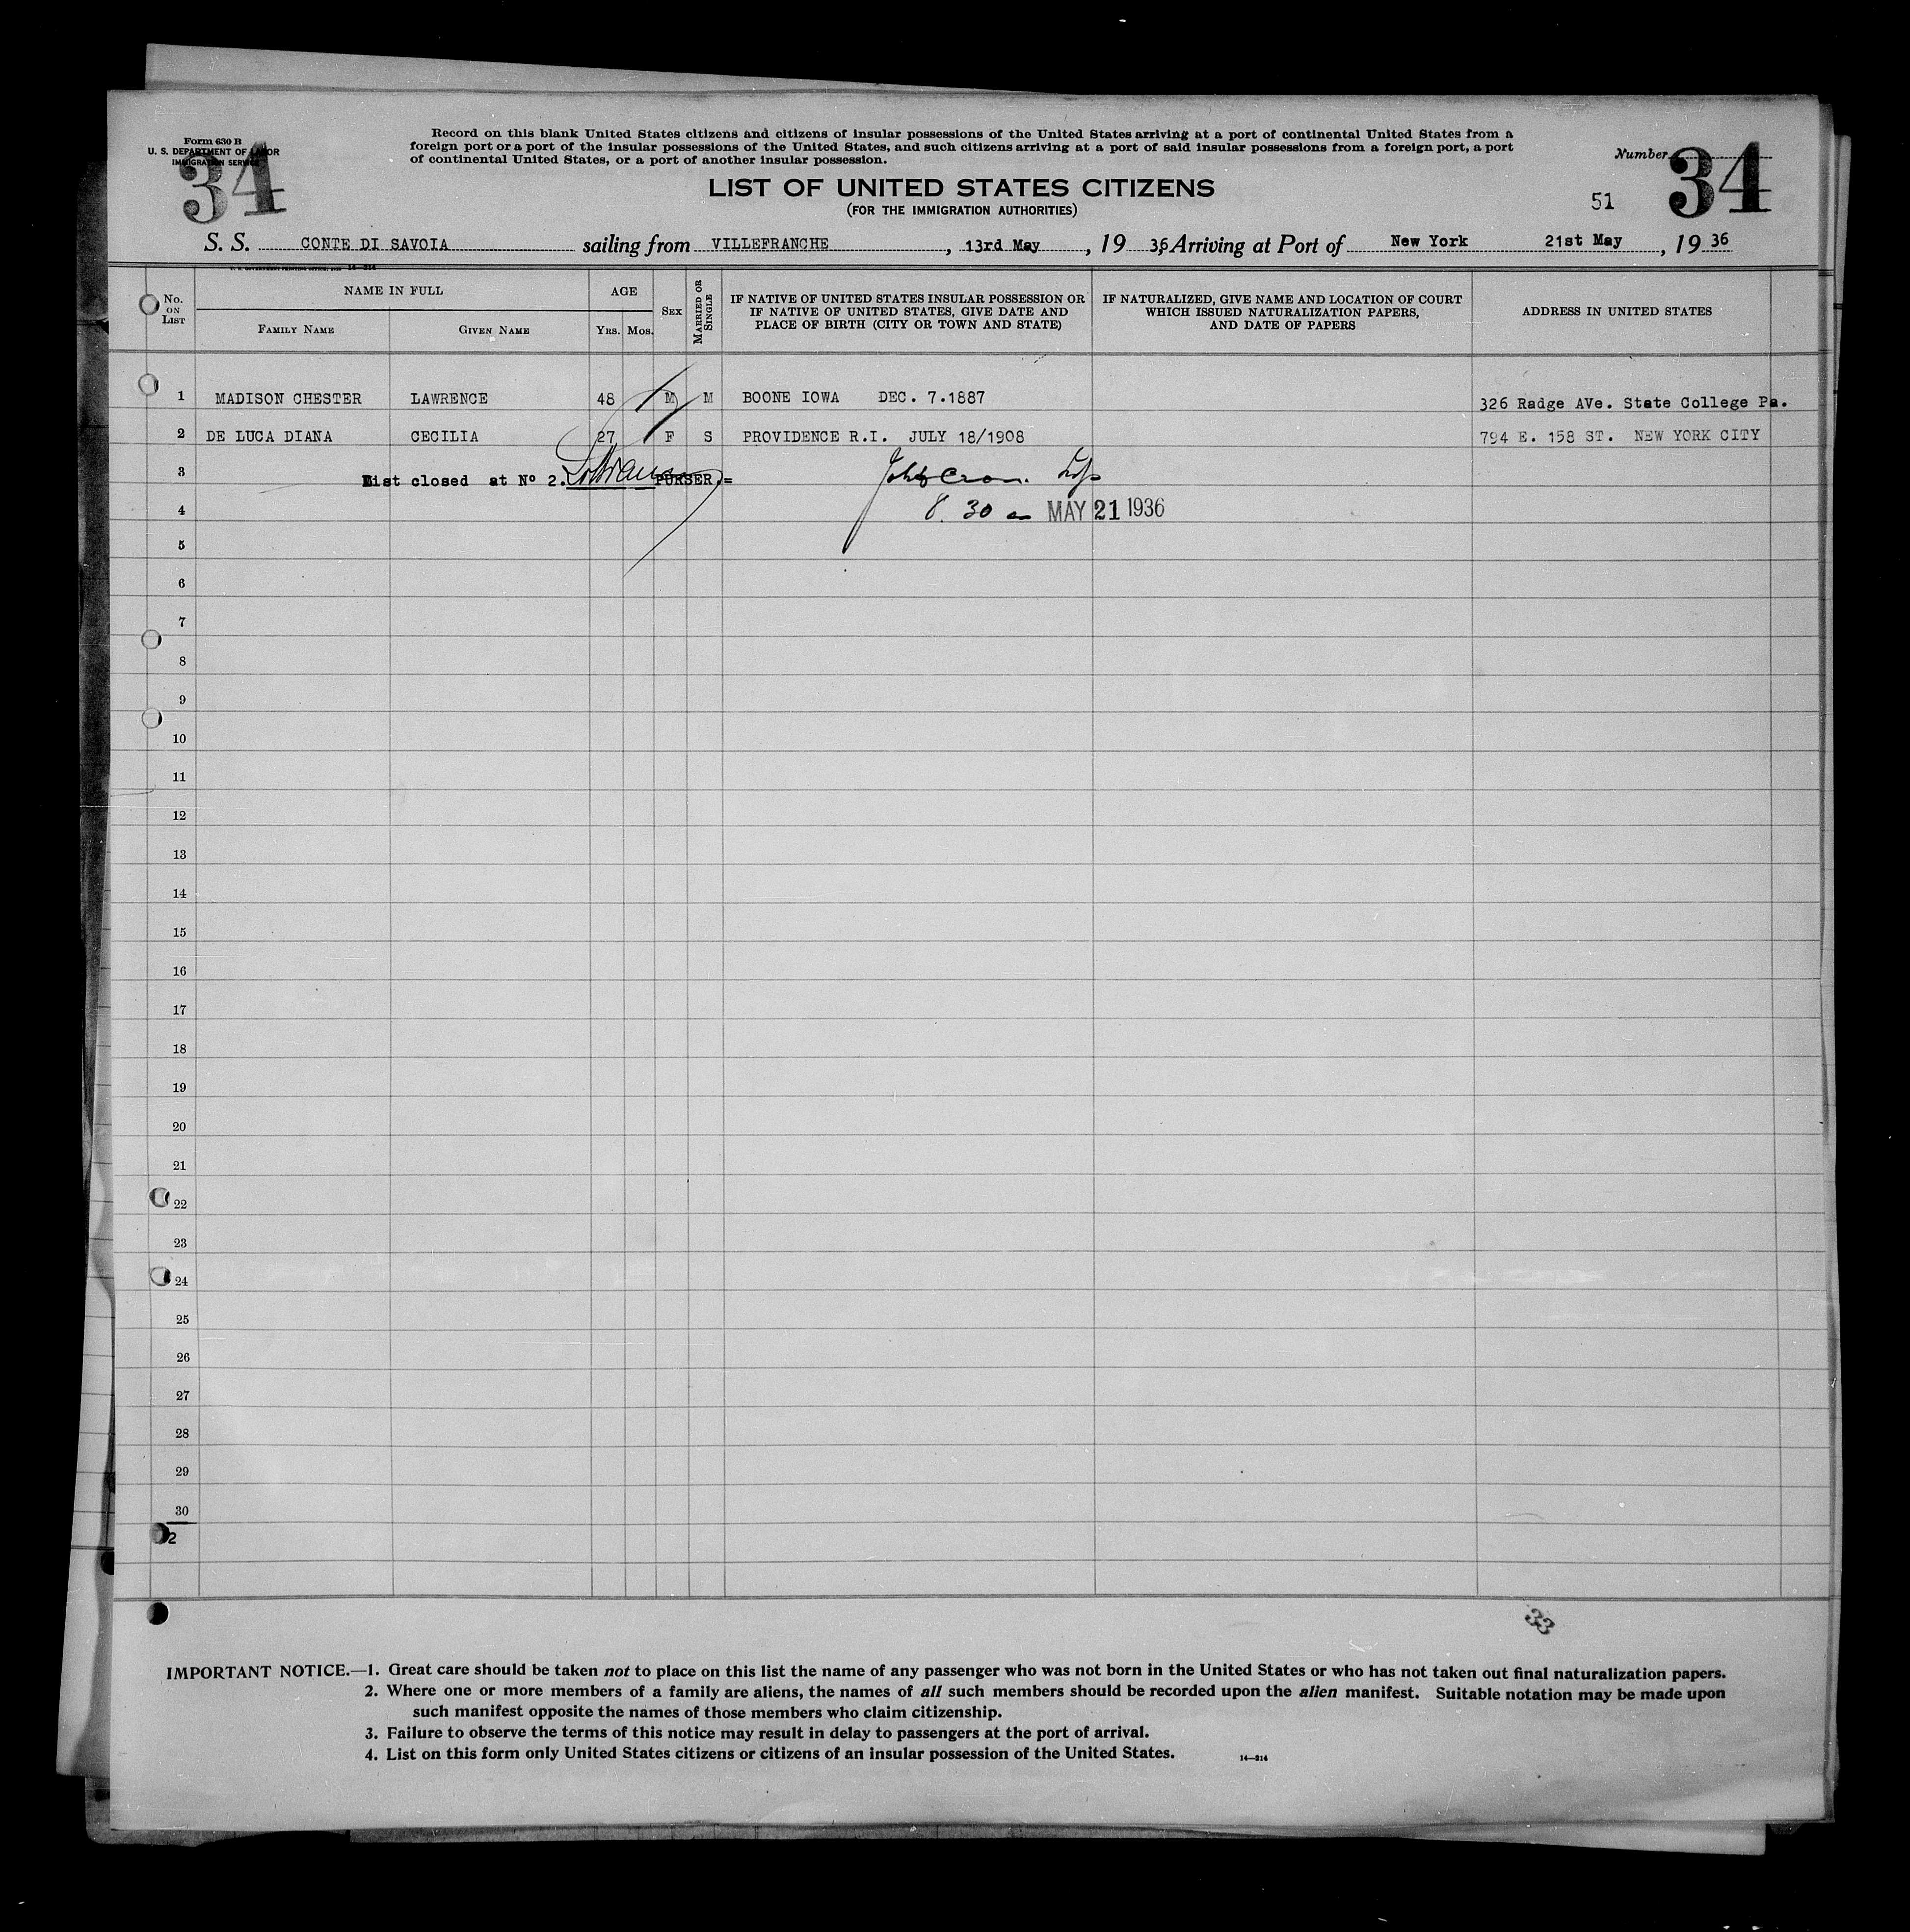 Form 630 B
U. S. DEPARTMENT OF LABOR
IMMIGRATION SERVICE
34
Record on this blank United States citizens and citizens of insular possessions of the United States arriving at a port of continental United States from a
foreign port or a port of the insular possessions of the United States, and such citizens arriving at a port of said insular possessions from a foreign port, a port
of continental United States, or a port of another insular possession.
Number 34
LIST OF UNITED STATES CITIZENS
(FOR THE IMMIGRATION AUTHORITIES)
51
S. S. CONTE DI SAVOIA sailing from VILLEFRANCHE, 13rd May, 19 36, Arriving at Port of New York 21st May, 19 36
No. ON LIST
NAME IN FULL
FAMILY NAME GIVEN NAME
AGE
YRS. MOS.
SEX
MARRIED OR SINGLE
IF NATIVE OF UNITED STATES INSULAR POSSESSION OR
IF NATIVE OF UNITED STATES, GIVE DATE AND
PLACE OF BIRTH (CITY OR TOWN AND STATE)
IF NATURALIZED, GIVE NAME AND LOCATION OF COURT
WHICH ISSUED NATURALIZATION PAPERS,
AND DATE OF PAPERS
ADDRESS IN UNITED STATES
1 MADISON CHESTER LAWRENCE 48 M M BOONE IOWA DEC. 7.1887 326 Radge AVe. State College Pa.
2 DE LUCA DIANA CECILIA 27 F S PROVIDENCE R.I. JULY 18/1908 794 E. 158 ST. NEW YORK CITY
3 List closed at No 2. PURSER.=
4 8.30 MAY 21 1936
5
6
7
8
9
10
11
12
13
14
15
16
17
18
19
20
21
22
23
24
25
26
27
28
29
30
2
33
IMPORTANT NOTICE.—1. Great care should be taken not to place on this list the name of any passenger who was not born in the United States or who has not taken out final naturalization papers.
2. Where one or more members of a family are aliens, the names of all such members should be recorded upon the alien manifest. Suitable notation may be made upon
such manifest opposite the names of those members who claim citizenship.
3. Failure to observe the terms of this notice may result in delay to passengers at the port of arrival.
4. List on this form only United States citizens or citizens of an insular possession of the United States.
14—314